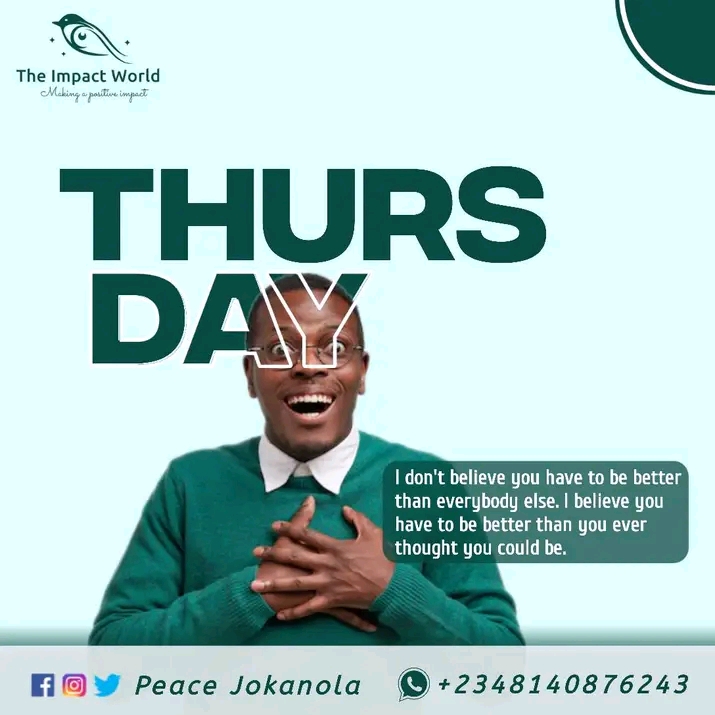 The Impact World
Making a positive impact
THURS
DAY
I don't believe you have to be better
than everybody else. I believe you
have to be better than you ever
thought you could be.
Peace Jokanola
+2348140876243